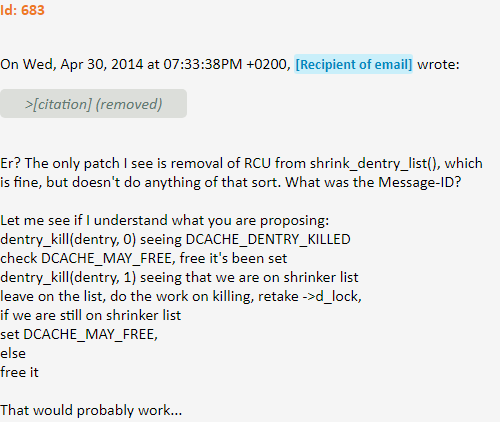 Id: 683
On Wed, Apr 30, 2014 at 07:33:38PM +0200, [Recipient of email] wrote:
>[citation] (removed)
Er? The only patch I see is removal of RCU from shrink_dentry_list(), which
is fine, but doesn't do anything of that sort. What was the Message-ID?
Let me see if I understand what you are proposing:
dentry_kill(dentry, 0) seeing DCACHE_DENTRY_KILLED
check DCACHE_MAY_FREE, free it's been set
dentry_kill(dentry, 1) seeing that we are on shrinker list
leave on the list, do the work on killing, retake ->d_lock,
if we are still on shrinker list
set DCACHE_MAY_FREE,
else
free it
That would probably work...